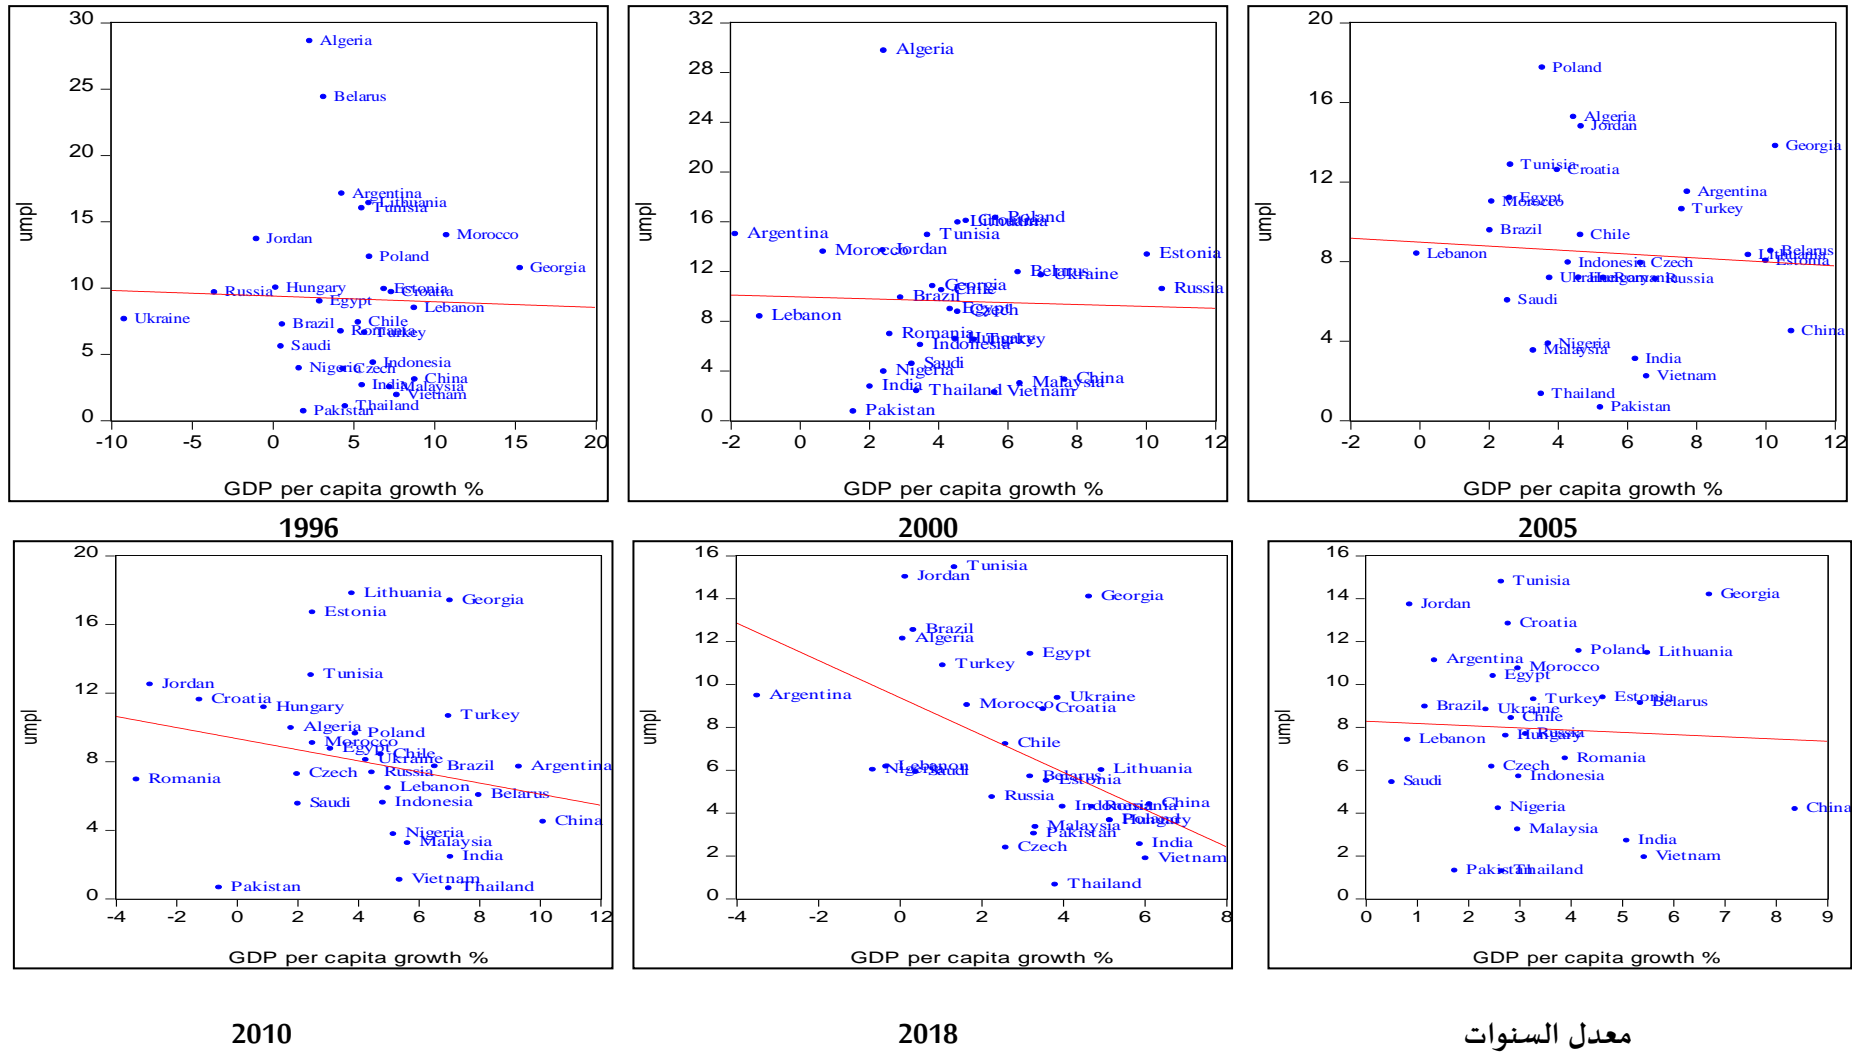 30
25
20
15
10
5
0
umpl
Algeria
Belarus
Argentina
Lithuania
Tunisia
Morocco
Jordan
Poland
Georgia
Hungary
Estonia
Russia
Croatia
Egypt
Lebanon
Ukraine
Brazil
Chile
Romania
Turkey
Saudi
Indonesia
Nigeria
Czech
China
India
Malaysia
Vietnam
Thailand
Pakistan
-10 -5 0 5 10 15 20
GDP per capita growth %
1996
32
28
24
20
16
12
8
4
0
umpl
Algeria
Poland
Croatia
Lithuania
Argentina
Tunisia
Morocco
Jordan
Estonia
Belarus
Ukraine
Georgia
Chile
Russia
Brazil
Egypt
Czech
Lebanon
Romania
Hungary
Turkey
Indonesia
Saudi
Nigeria
China
Malaysia
India
Thailand
Vietnam
Pakistan
-2 0 2 4 6 8 10 12
GDP per capita growth %
2000
20
16
12
8
4
0
umpl
Poland
Algeria
Jordan
Georgia
Tunisia
Croatia
Argentina
Egypt
Morocco
Turkey
Brazil
Chile
Lebanon
Belarus
Lithuania
Estonia
Indonesia
Czech
Ukraine
Hungary
Romania
Russia
Saudi
China
Nigeria
Malaysia
India
Vietnam
Thailand
Pakistan
-2 0 2 4 6 8 10 12
GDP per capita growth %
2005
20
16
12
8
4
0
umpl
Lithuania
Georgia
Estonia
Tunisia
Jordan
Croatia
Hungary
Turkey
Algeria
Poland
Morocco
Egypt
Chile
Ukraine
Brazil
Argentina
Romania
Czech
Russia
Lebanon
Belarus
Saudi
Indonesia
China
Nigeria
Malaysia
India
Vietnam
Pakistan
Thailand
-4 -2 0 2 4 6 8 10 12
GDP per capita growth %
2010
16
14
12
10
8
6
4
2
0
umpl
Tunisia
Jordan
Georgia
Brazil
Algeria
Egypt
Turkey
Argentina
Ukraine
Morocco
Croatia
Chile
Lebanon
Nigeria
Saudi
Lithuania
Belarus
Estonia
Russia
Indonesia
Romania
China
Poland
Hungary
Malaysia
Pakistan
Czech
India
Vietnam
Thailand
-4 -2 0 2 4 6 8
GDP per capita growth %
2018
16
14
12
10
8
6
4
2
0
umpl
Tunisia
Georgia
Jordan
Croatia
Poland
Lithuania
Argentina
Morocco
Egypt
Turkey
Estonia
Belarus
Brazil
Ukraine
Chile
Russia
Hungary
Lebanon
Romania
Czech
Indonesia
Saudi
Nigeria
China
Malaysia
India
Vietnam
Pakistan
Thailand
0 1 2 3 4 5 6 7 8 9
GDP per capita growth %
معدل السنوات